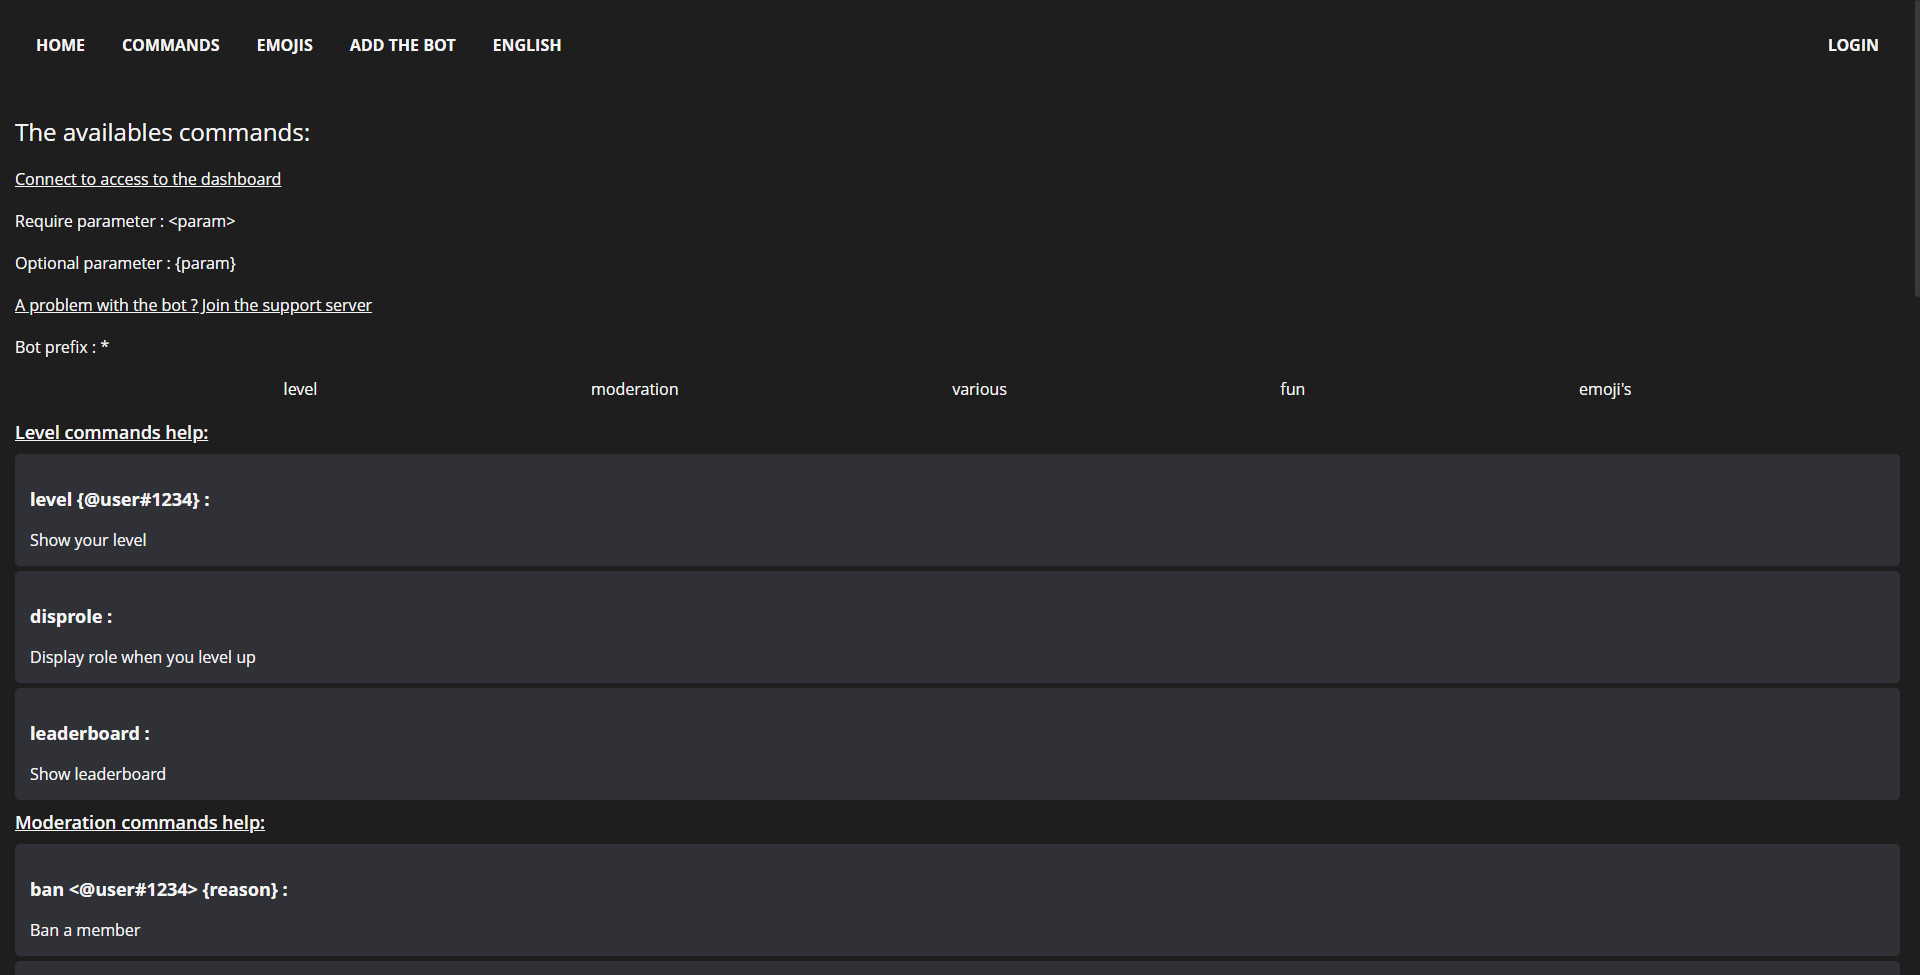 HOME COMMANDS EMOJIS ADD THE BOT ENGLISH LOGIN
The availables commands:
Connect to access to the dashboard
Require parameter : <param>
Optional parameter : {param}
A problem with the bot ? Join the support server
Bot prefix : *
level moderation various fun emoji's
Level commands help:
level {@user#1234} :
Show your level
disprole :
Display role when you level up
leaderboard :
Show leaderboard
Moderation commands help:
ban <@user#1234> {reason} :
Ban a member